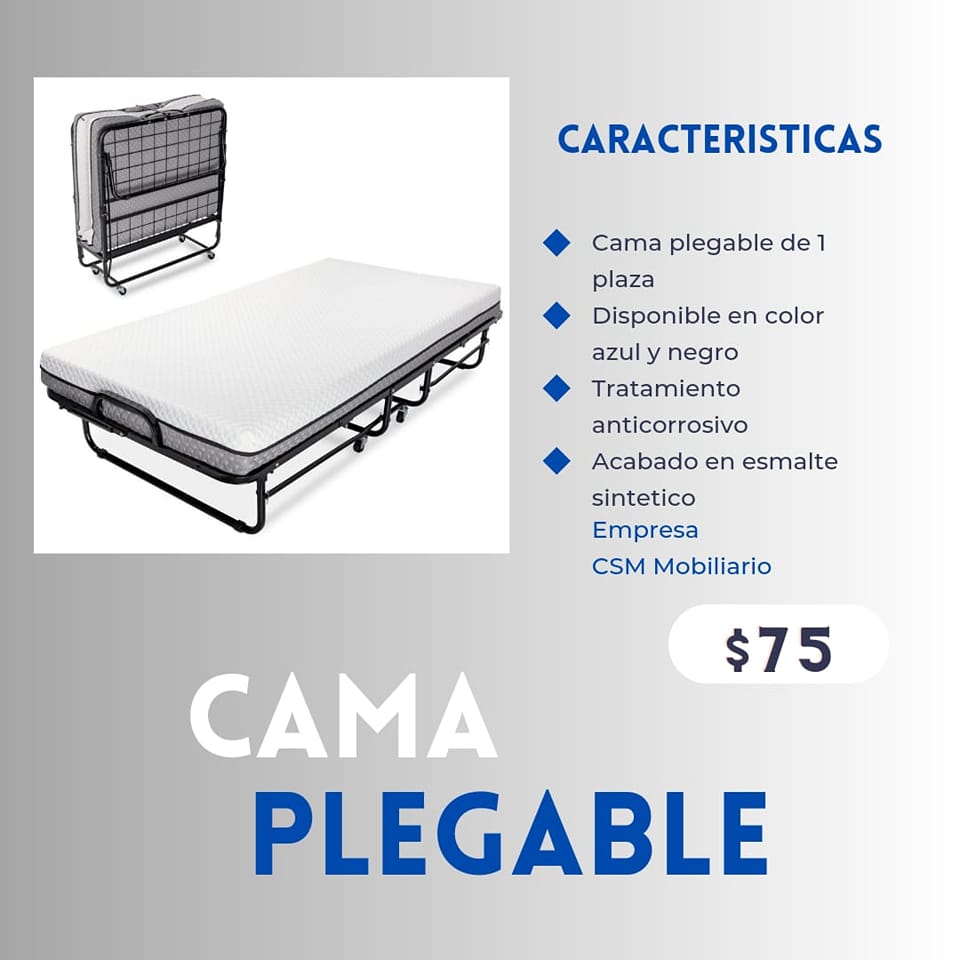 CARACTERISTICAS
Cama plegable de 1
plaza
Disponible en color
azul y negro
Tratamiento
anticorrosivo
Acabado en esmalte
sintetico
Empresa
CSM Mobiliario
$75
CAMA
PLEGABLE